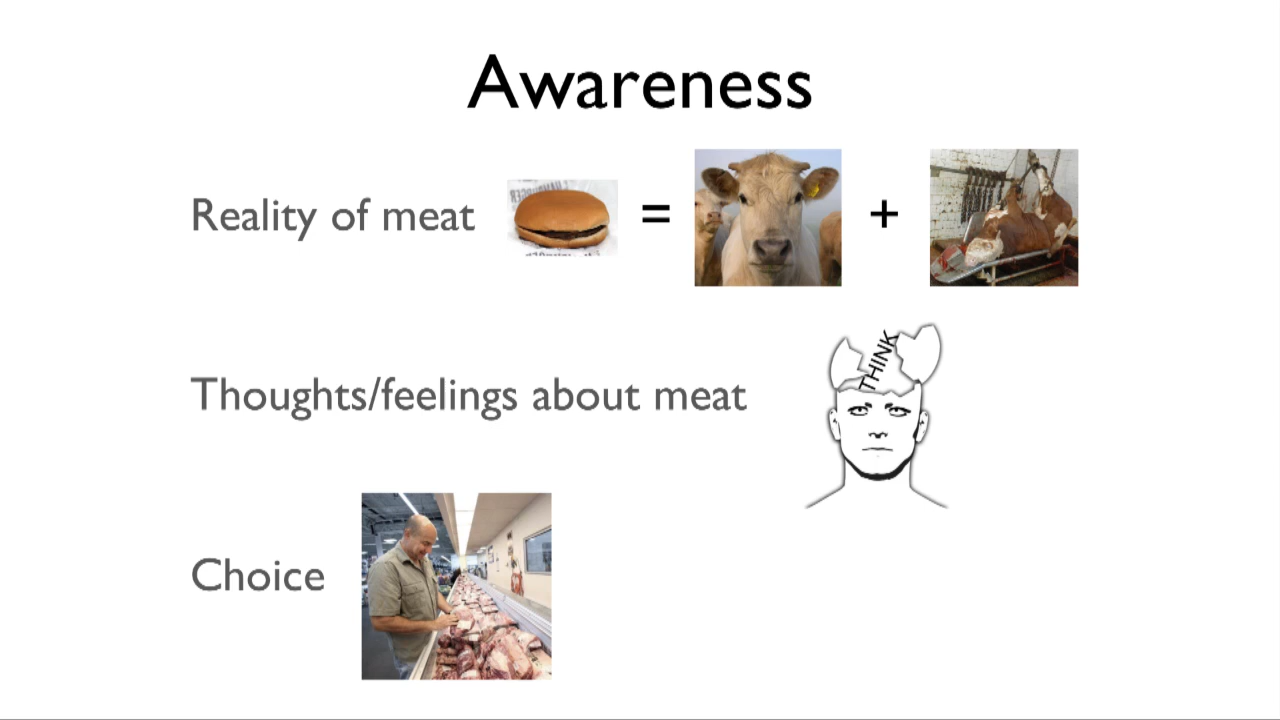 Awareness
Reality of meat
=
+
Thoughts/feelings about meat
THINK
Choice